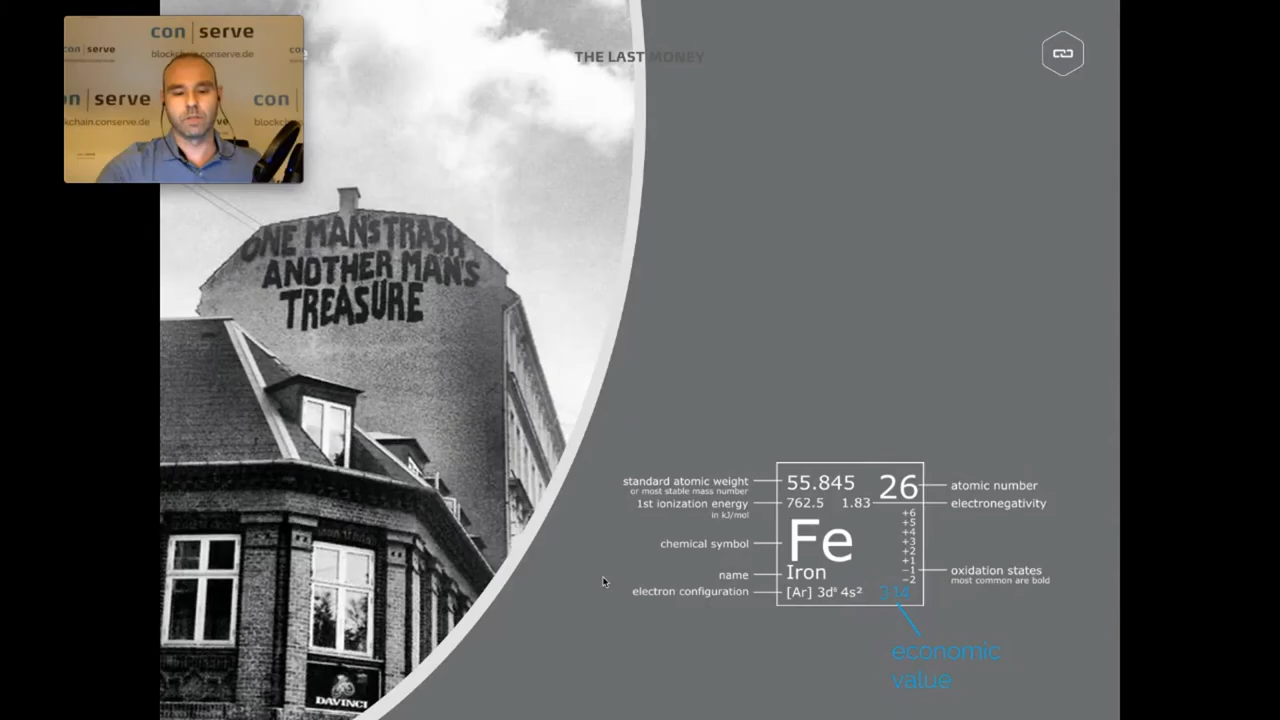 con | serve
blockchain.conserve.de
serve
con
blockchain.conserve.de
THE LAST MONEY
ONE MAN'S TRASH
ANOTHER MAN'S
TREASURE
DAVINCI
standard atomic weight
or most stable mass number
1st ionization energy
in kJ/mol
chemical symbol
name
electron configuration
55.845
26
762.5
1.83
Fe
Iron
[Ar] 3d⁶ 4s²
+6
+5
+4
+3
+2
+1
−1
−2
3.14
atomic number
electronegativity
oxidation states
most common are bold
economic
value